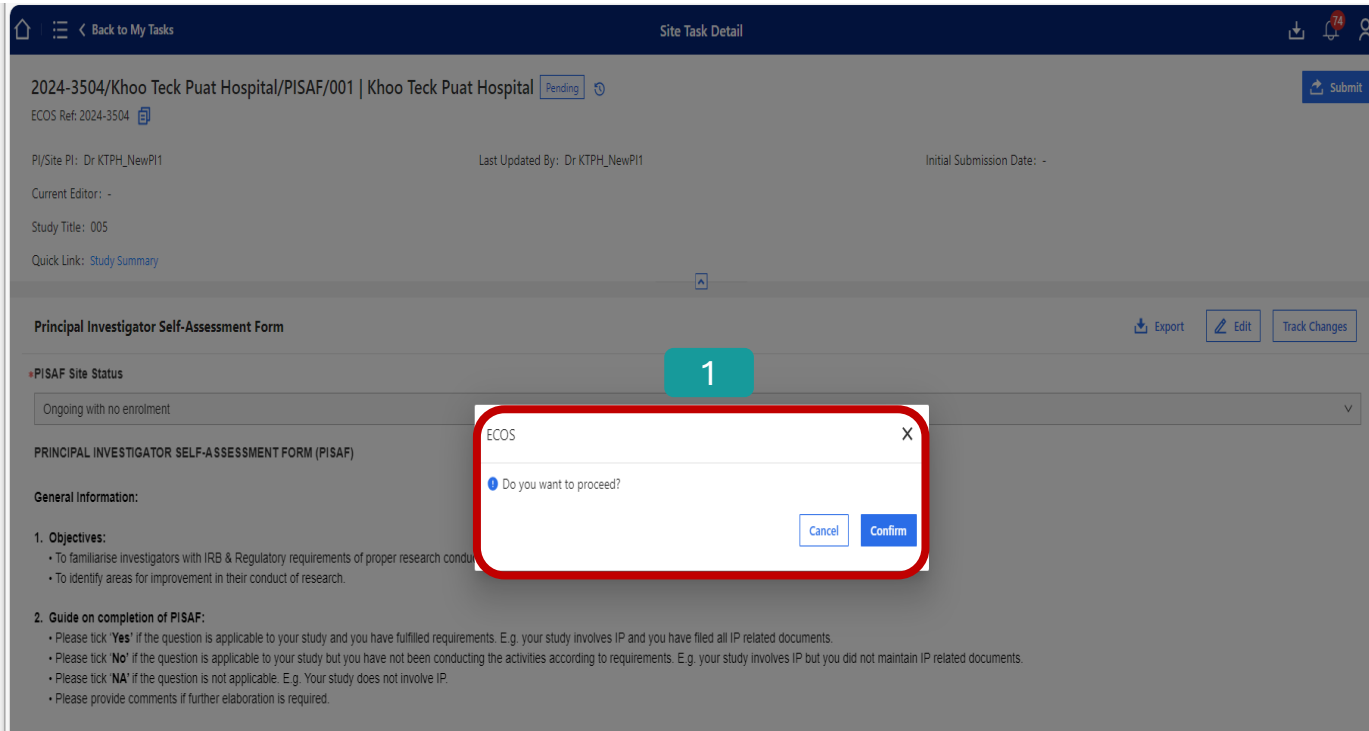 Back to My Tasks
Site Task Detail
74
2024-3504/Khoo Teck Puat Hospital/PISAF/001 | Khoo Teck Puat Hospital Pending
Submit
ECOS Ref: 2024-3504
PI/Site PI: Dr KTPH_NewPI1
Last Updated By: Dr KTPH_NewPI1
Initial Submission Date: -
Current Editor: -
Study Title: 005
Quick Link: Study Summary
Principal Investigator Self-Assessment Form
Export
Edit
Track Changes
*PISAF Site Status
1
Ongoing with no enrolment
ECOS
X
Do you want to proceed?
Cancel
Confirm
PRINCIPAL INVESTIGATOR SELF-ASSESSMENT FORM (PISAF)
General Information:
1. Objectives:
• To familiarise investigators with IRB & Regulatory requirements of proper research
• To identify areas for improvement in their conduct of research.
2. Guide on completion of PISAF:
• Please tick 'Yes' if the question is applicable to your study and you have fulfilled requirements. E.g. your study involves IP and you have filed all IP related documents.
• Please tick 'No' if the question is applicable to your study but you have not been conducting the activities according to requirements. E.g. your study involves IP but you did not maintain IP related documents.
• Please tick 'NA' if the question is not applicable. E.g. Your study does not involve IP.
• Please provide comments if further elaboration is required.